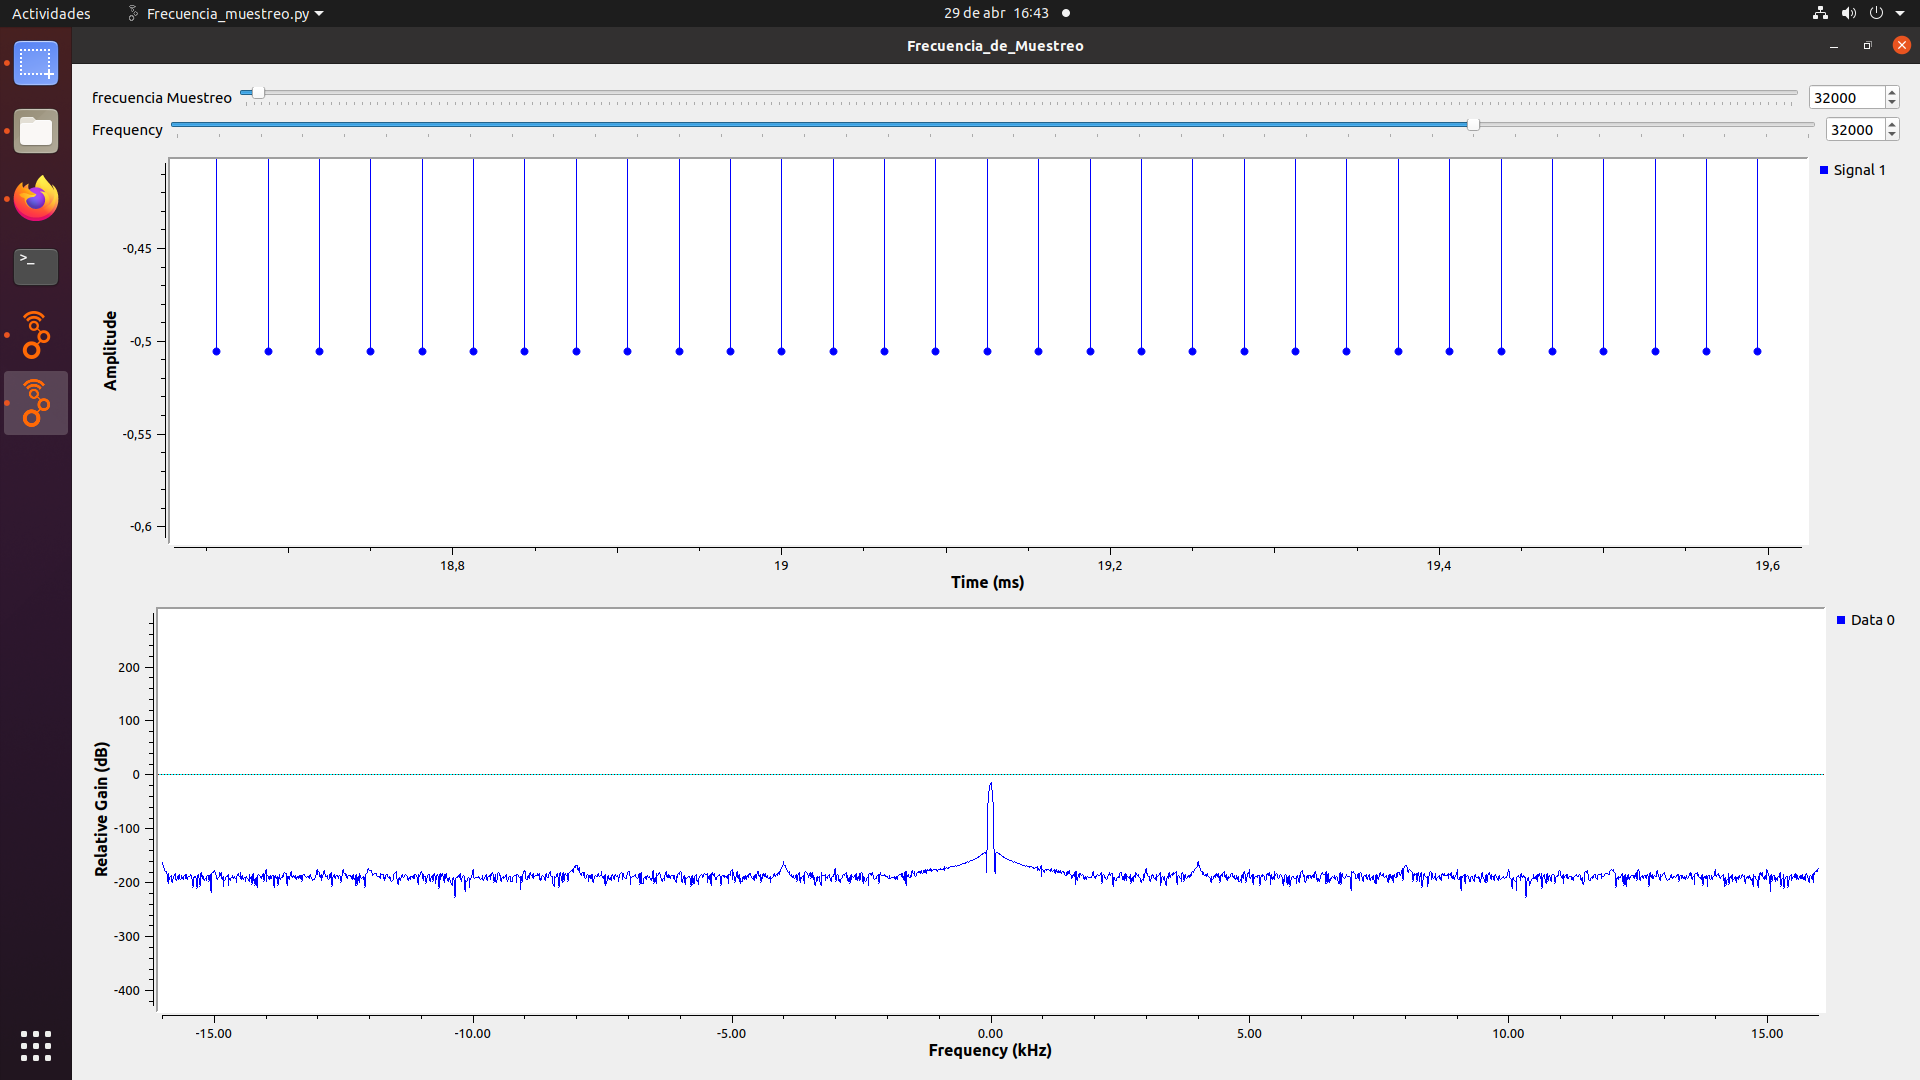 Actividades Frecuencia_muestreo.py 29 de abr 16:43
Frecuencia_de_Muestreo
frecuencia Muestreo 32000
Frequency 32000
Signal 1
Amplitude
-0,45
-0,5
-0,55
-0,6
18,8 19 19,2 19,4 19,6
Time (ms)
Data 0
Relative Gain (dB)
200
100
0
-100
-200
-300
-400
-15.00 -10.00 -5.00 0.00 5.00 10.00 15.00
Frequency (kHz)